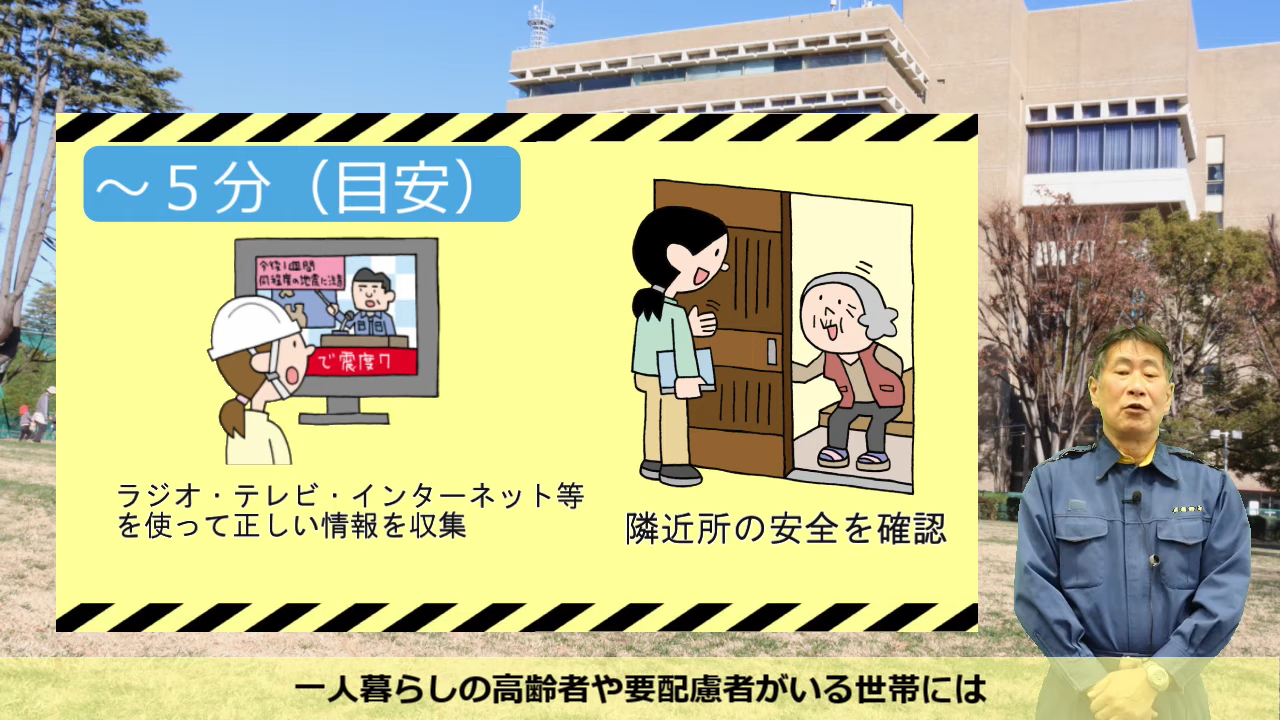 ～５分（目安）
今後1週間
同程度の地震に注意
で震度7
ラジオ・テレビ・インターネット等
を使って正しい情報を収集
隣近所の安全を確認
一人暮らしの高齢者や要配慮者がいる世帯には